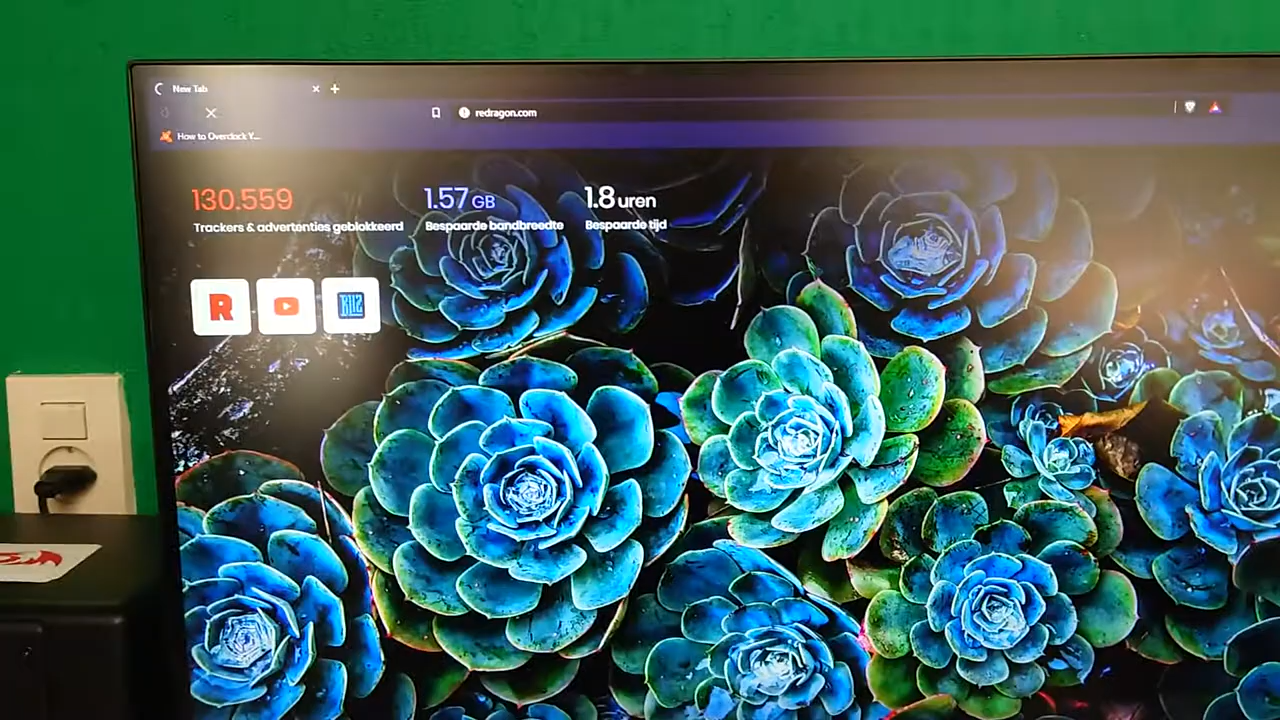 New Tab
redragon.com
How to Overclock Y...
130.559
1.57 GB
1.8 uren
Trackers & advertenties geblokkeerd
Bespaarde bandbreedte
Bespaarde tijd
R
BLIZ